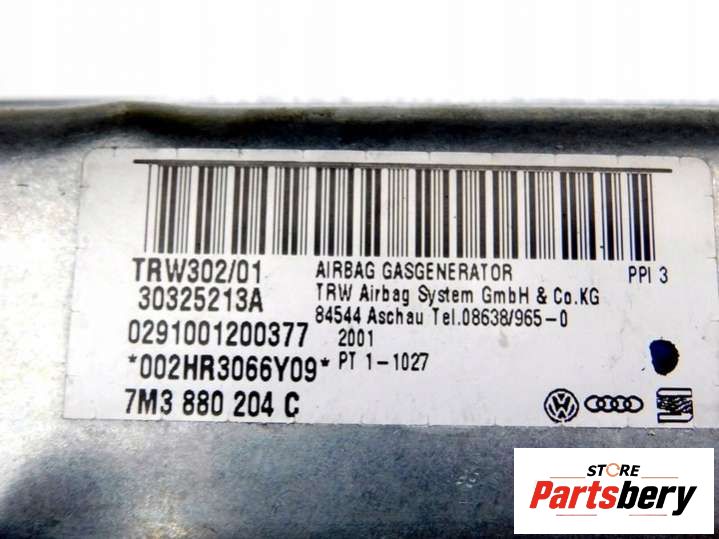 TRW302/01
30325213A
0291001200377
*002HR3066Y09*
7M3 880 204 C
AIRBAG GASGENERATOR
PPI 3
TRW Airbag System GmbH & Co.KG
84544 Aschau Tel.08638/965-0
2001
PT 1-1027
STORE
Partsbery